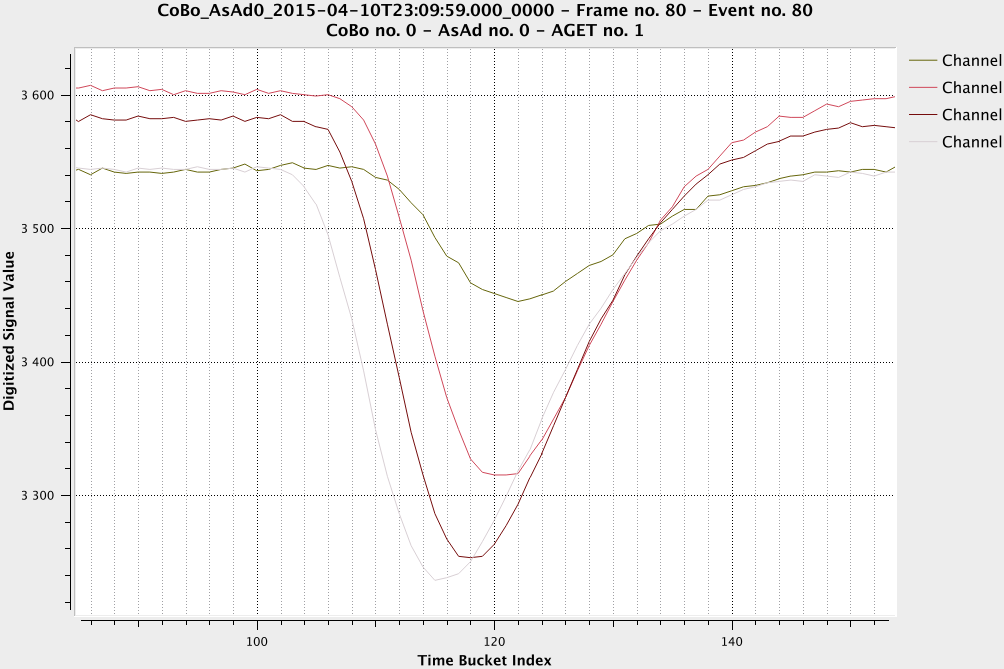 CoBo_AsAd0_2015-04-10T23:09:59.000_0000 – Frame no. 80 – Event no. 80
CoBo no. 0 – AsAd no. 0 – AGET no. 1
Channel
Channel
Channel
Channel
3 600
3 500
3 400
3 300
Digitized Signal Value
100
120
140
Time Bucket Index